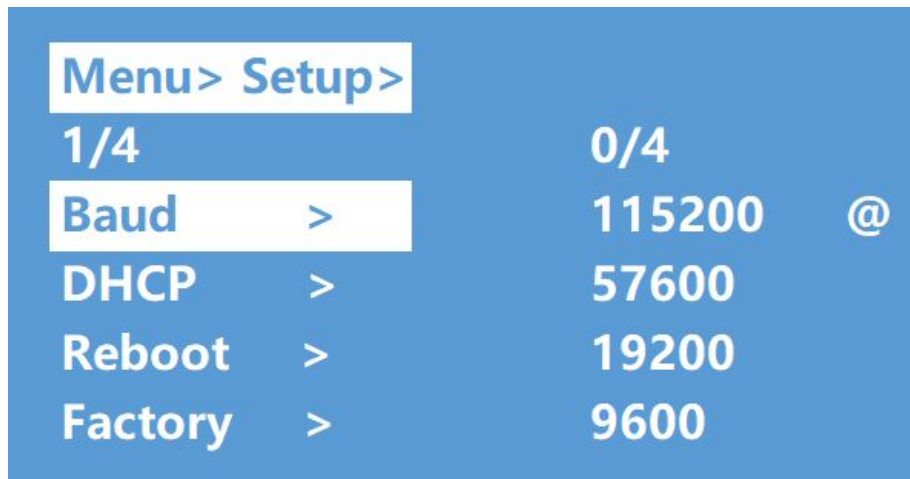 Menu> Setup>
1/4 0/4
Baud > 115200 @
DHCP > 57600
Reboot > 19200
Factory > 9600